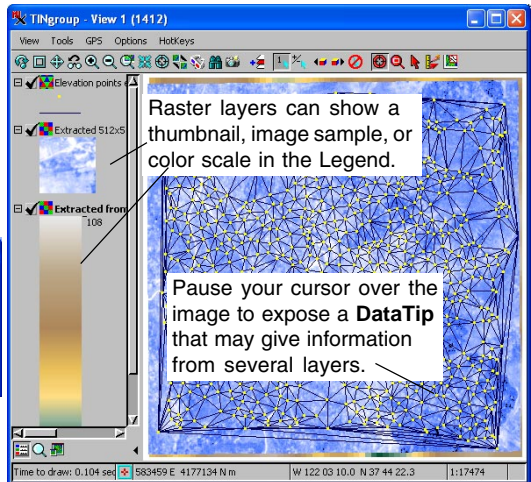 TINgroup - View 1 (1412)
View Tools GPS Options HotKeys
Elevation points e
Extracted 512x5
Extracted from
108
Raster layers can show a
thumbnail, image sample, or
color scale in the Legend.
Pause your cursor over the
image to expose a DataTip
that may give information
from several layers.
Time to draw: 0.104 sec 583459 E 4177134 N m W 122 03 10.0 N 37 44 22.3 1:17474